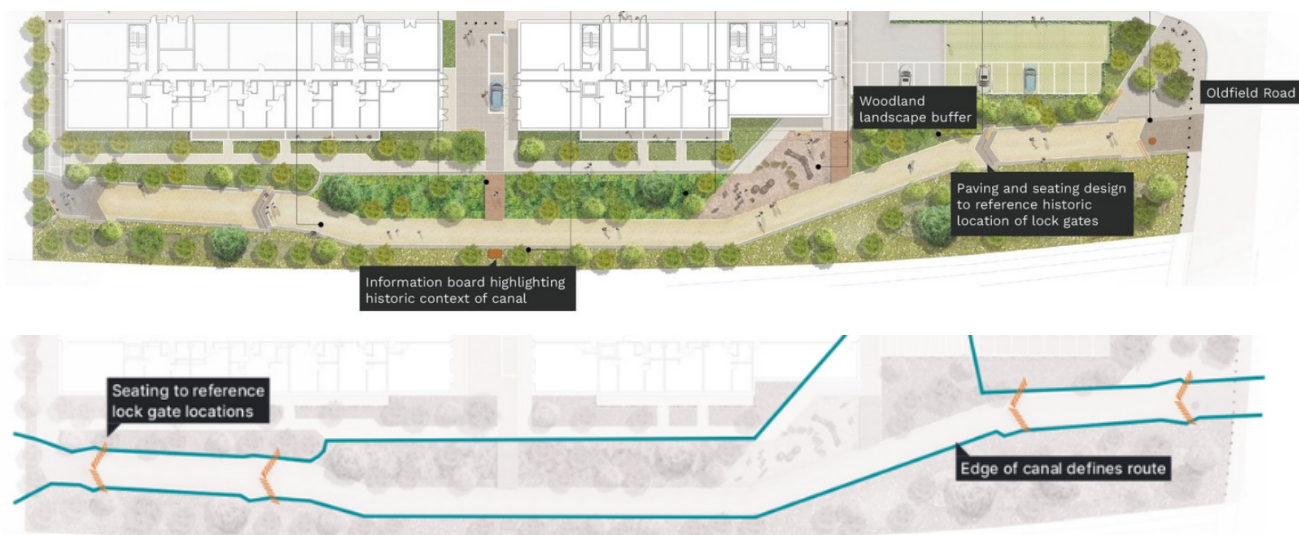 Oldfield Road
Woodland
landscape buffer
Paving and seating design
to reference historic
location of lock gates
Information board highlighting
historic context of canal
Seating to reference
lock gate locations
Edge of canal defines route